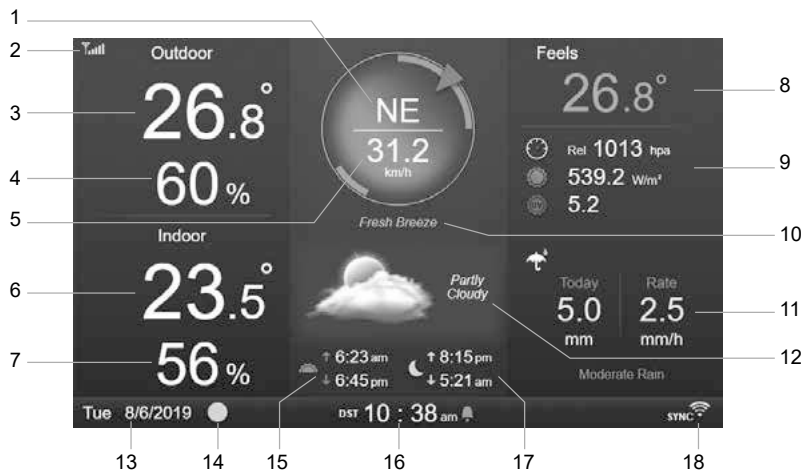 1
2
3
4
5
6
7
8
9
10
11
12
13
14
15
16
17
18
Outdoor
26.8°
60 %
Indoor
23.5°
56 %
NE
31.2
km/h
Fresh Breeze
Partly
Cloudy
↑ 6:23 am
↓ 6:45 pm
↑ 8:15 pm
↓ 5:21 am
Feels
26.8°
Rel 1013 hpa
539.2 W/m²
UV 5.2
Today Rate
5.0 2.5
mm mm/h
Moderate Rain
Tue 8/6/2019
DST 10 : 38 am
SYNC